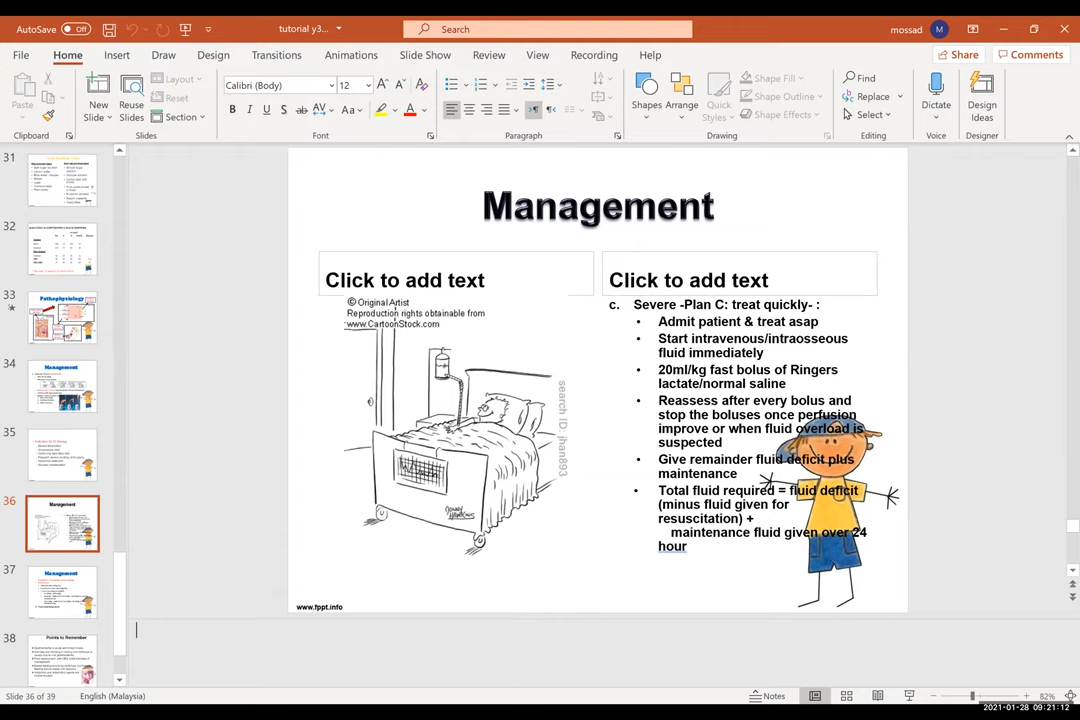 AutoSave Off tutorial y3... Search mossad
File Home Insert Draw Design Transitions Animations Slide Show Review View Recording Help Share Comments
Paste
New Slide
Reuse Slides
Layout
Reset
Section
Calibri (Body) 12
Shapes Arrange Quick Styles
Shape Fill
Shape Outline
Shape Effects
Find
Replace
Select
Dictate
Design Ideas
Clipboard Slides Font Paragraph Drawing Editing Voice Designer
31
32
33
Pathophysiology
34
Management
35
36
Management
37
Management
38
Points to Remember
Management
Click to add text
© Original Artist
Reproduction rights obtainable from
www.CartoonStock.com
search ID: jhan893
Click to add text
c. Severe -Plan C: treat quickly- :
• Admit patient & treat asap
• Start intravenous/intraosseous
fluid immediately
• 20ml/kg fast bolus of Ringers
lactate/normal saline
• Reassess after every bolus and
stop the boluses once perfusion
improve or when fluid overload is
suspected
• Give remainder fluid deficit plus
maintenance
• Total fluid required = fluid deficit
(minus fluid given for
resuscitation) +
maintenance fluid given over 24
hour
www.fppt.info
Slide 36 of 39 English (Malaysia) Notes 82%
2021-01-28 09:21:12